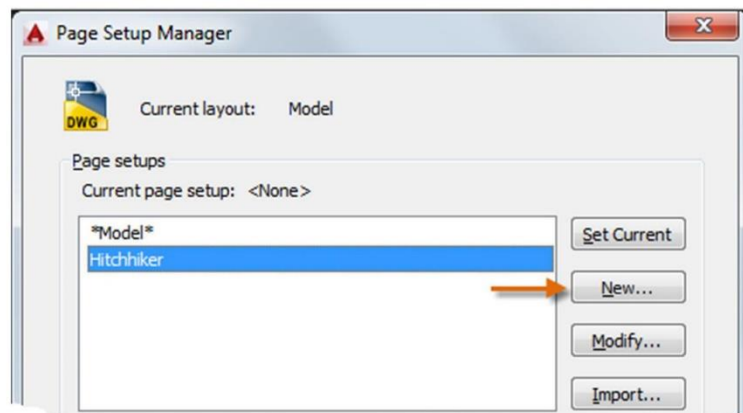 Page Setup Manager
DWG
Current layout: Model
Page setups
Current page setup: <None>
*Model*
Hitchhiker
Set Current
New...
Modify...
Import...